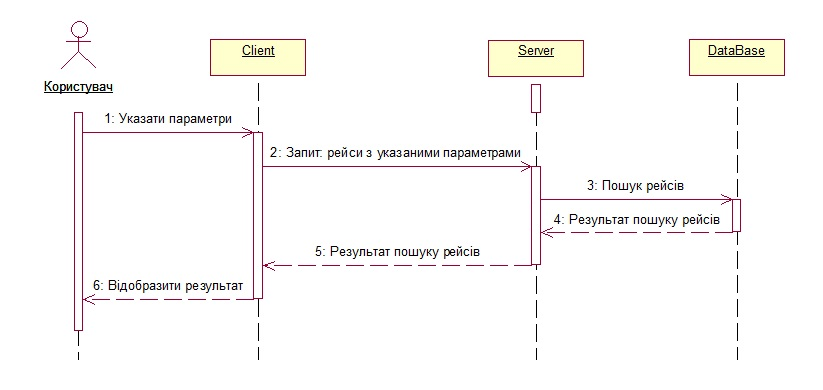 Client
Server
DataBase
Користувач
1: Указати параметри
2: Запит: рейси з указаними параметрами
3: Пошук рейсів
4: Результат пошуку рейсів
5: Результат пошуку рейсів
6: Відобразити результат